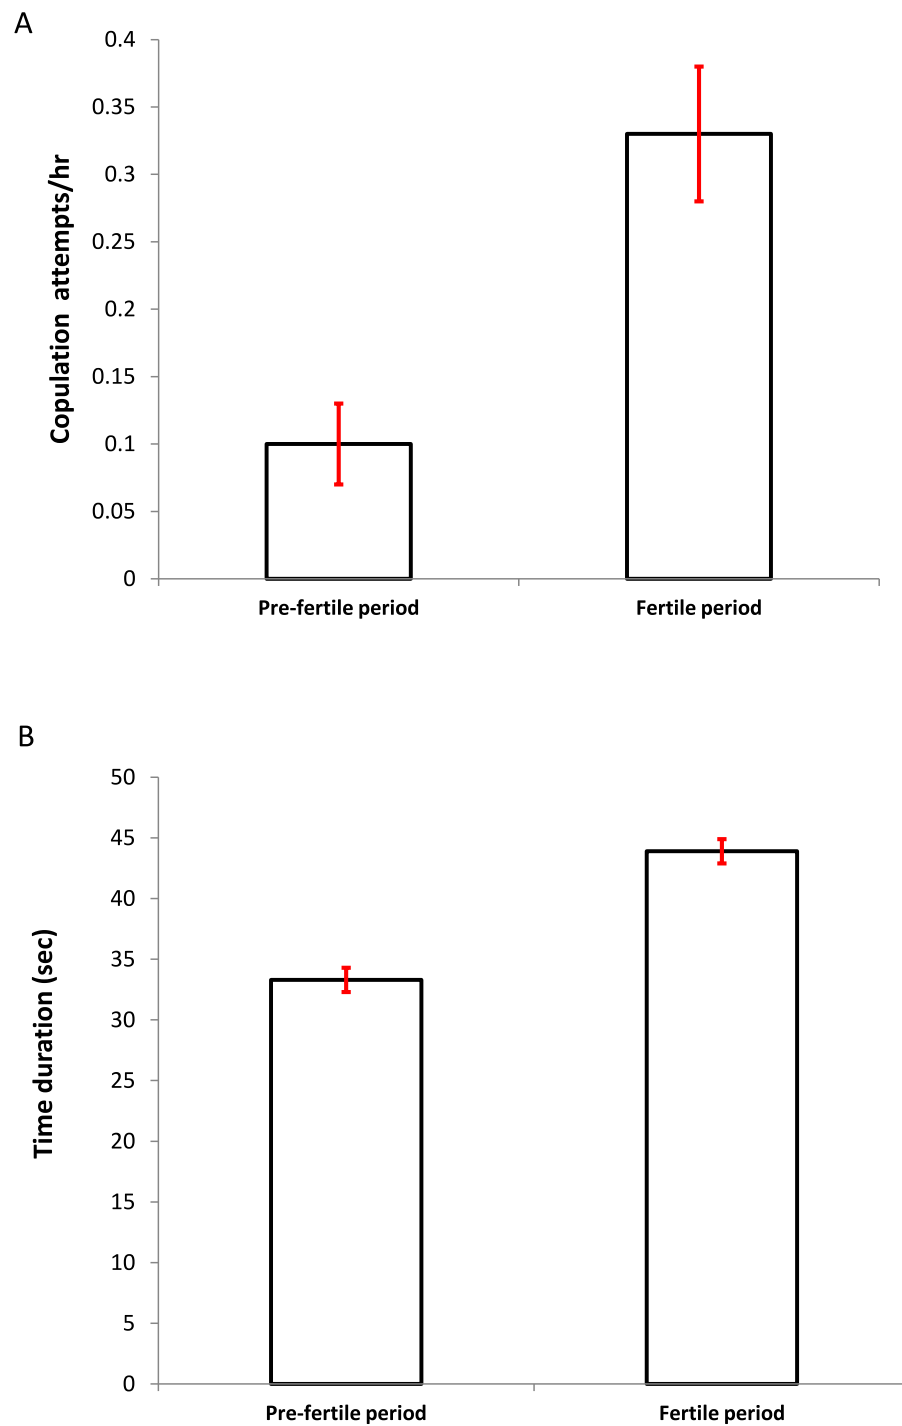 A
0.4
0.35
0.3
0.25
0.2
0.15
0.1
0.05
0
Copulation attempts/hr
Pre-fertile period
Fertile period
B
50
45
40
35
30
25
20
15
10
5
0
Time duration (sec)
Pre-fertile period
Fertile period